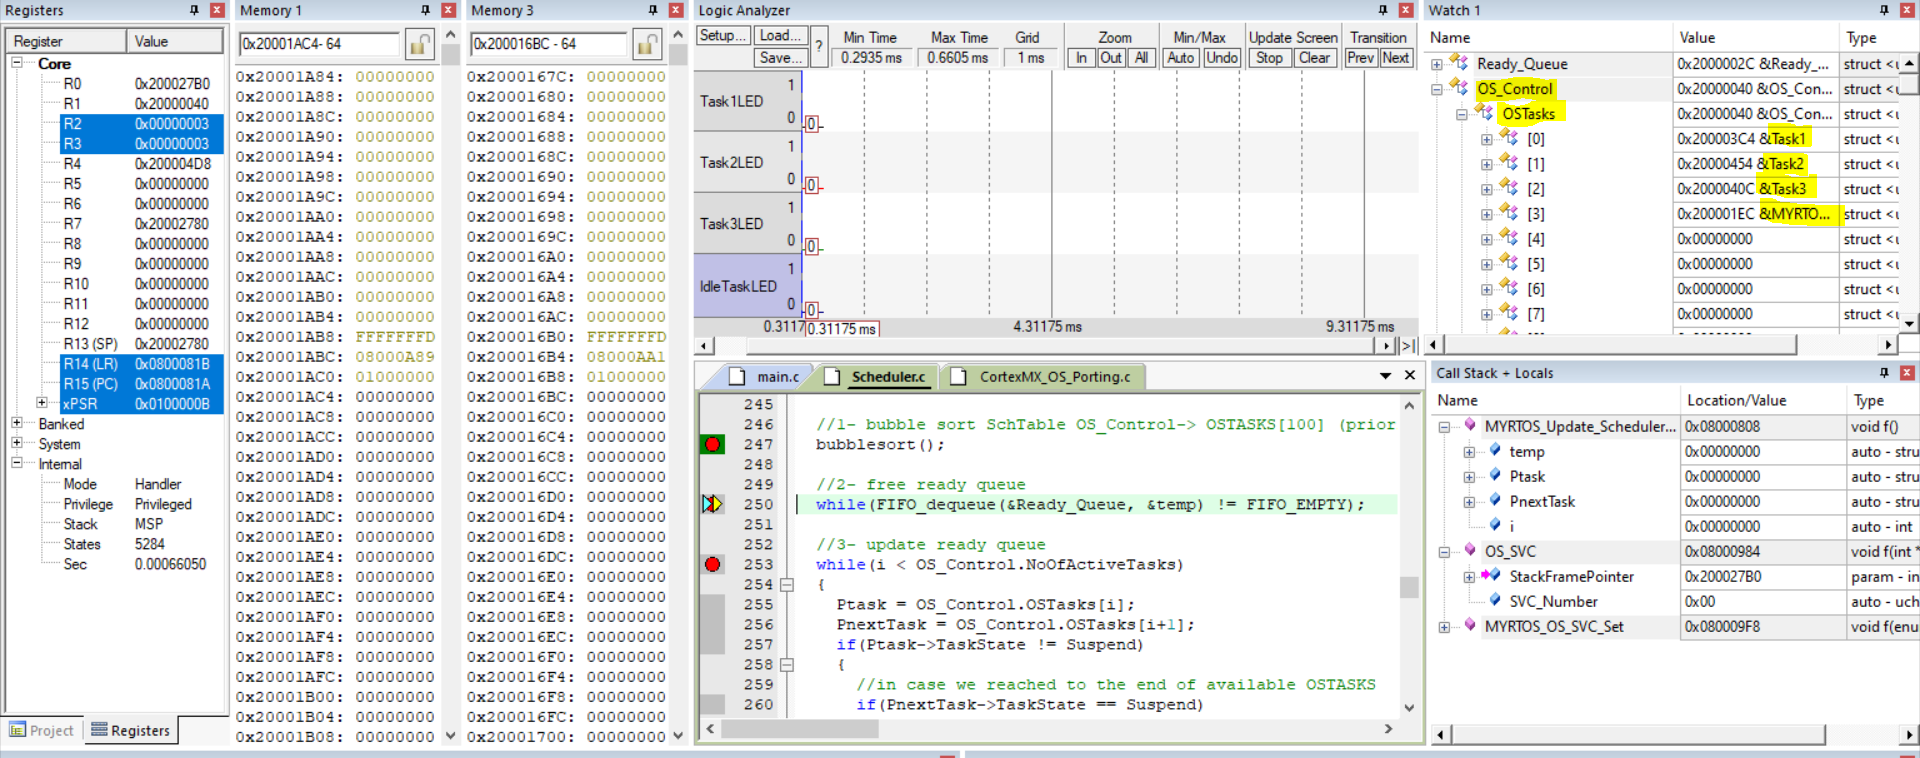 Registers
Register Value
Core
R0 0x200027B0
R1 0x20000040
R2 0x00000003
R3 0x00000003
R4 0x200004D8
R5 0x00000000
R6 0x00000000
R7 0x20002780
R8 0x00000000
R9 0x00000000
R10 0x00000000
R11 0x00000000
R12 0x00000000
R13 (SP) 0x20002780
R14 (LR) 0x0800081B
R15 (PC) 0x0800081A
xPSR 0x0100000B
Banked
System
Internal
Mode Handler
Privilege Privileged
Stack MSP
States 5284
Sec 0.00066050
Project Registers
Memory 1
0x20001AC4- 64
0x20001A84: 00000000
0x20001A88: 00000000
0x20001A8C: 00000000
0x20001A90: 00000000
0x20001A94: 00000000
0x20001A98: 00000000
0x20001A9C: 00000000
0x20001AA0: 00000000
0x20001AA4: 00000000
0x20001AA8: 00000000
0x20001AAC: 00000000
0x20001AB0: 00000000
0x20001AB4: 00000000
0x20001AB8: FFFFFFFD
0x20001ABC: 08000A89
0x20001AC0: 01000000
0x20001AC4: 00000000
0x20001AC8: 00000000
0x20001ACC: 00000000
0x20001AD0: 00000000
0x20001AD4: 00000000
0x20001AD8: 00000000
0x20001ADC: 00000000
0x20001AE0: 00000000
0x20001AE4: 00000000
0x20001AE8: 00000000
0x20001AEC: 00000000
0x20001AF0: 00000000
0x20001AF4: 00000000
0x20001AF8: 00000000
0x20001AFC: 00000000
0x20001B00: 00000000
0x20001B04: 00000000
0x20001B08: 00000000
Memory 3
0x200016BC - 64
0x2000167C: 00000000
0x20001680: 00000000
0x20001684: 00000000
0x20001688: 00000000
0x2000168C: 00000000
0x20001690: 00000000
0x20001694: 00000000
0x20001698: 00000000
0x2000169C: 00000000
0x200016A0: 00000000
0x200016A4: 00000000
0x200016A8: 00000000
0x200016AC: 00000000
0x200016B0: FFFFFFFD
0x200016B4: 08000AA1
0x200016B8: 01000000
0x200016BC: 00000000
0x200016C0: 00000000
0x200016C4: 00000000
0x200016C8: 00000000
0x200016CC: 00000000
0x200016D0: 00000000
0x200016D4: 00000000
0x200016D8: 00000000
0x200016DC: 00000000
0x200016E0: 00000000
0x200016E4: 00000000
0x200016E8: 00000000
0x200016EC: 00000000
0x200016F0: 00000000
0x200016F4: 00000000
0x200016F8: 00000000
0x200016FC: 00000000
0x20001700: 00000000
Logic Analyzer
Setup... Load... ? Min Time Max Time Grid Zoom Min/Max Update Screen Transition
Save... 0.2935 ms 0.6605 ms 1 ms In Out All Auto Undo Stop Clear Prev Next
1
Task1LED
0 0
1
Task2LED
0 0
1
Task3LED
0 0
1
IdleTaskLED
0 0
0.3117 0.31175 ms 4.31175 ms 9.31175 ms
main.c Scheduler.c CortexMX_OS_Porting.c
245
246 //1- bubble sort SchTable OS_Control-> OSTASKS[100] (prior
247 bubblesort();
248
249 //2- free ready queue
250 while(FIFO_dequeue(&Ready_Queue, &temp) != FIFO_EMPTY);
251
252 //3- update ready queue
253 while(i < OS_Control.NoOfActiveTasks)
254 {
255 Ptask = OS_Control.OSTasks[i];
256 PnextTask = OS_Control.OSTasks[i+1];
257 if(Ptask->TaskState != Suspend)
258 {
259 //in case we reached to the end of available OSTASKS
260 if(PnextTask->TaskState == Suspend)
Watch 1
Name Value Type
Ready_Queue 0x2000002C &Ready_... struct <u
OS_Control 0x20000040 &OS_Con... struct <u
OSTasks 0x20000040 &OS_Con... struct <u
[0] 0x200003C4 &Task1 struct <u
[1] 0x20000454 &Task2 struct <u
[2] 0x2000040C &Task3 struct <u
[3] 0x200001EC &MYRTO... struct <u
[4] 0x00000000 struct <u
[5] 0x00000000 struct <u
[6] 0x00000000 struct <u
[7] 0x00000000 struct <u
Call Stack + Locals
Name Location/Value Type
MYRTOS_Update_Scheduler... 0x08000808 void f()
temp 0x00000000 auto - stru
Ptask 0x00000000 auto - stru
PnextTask 0x00000000 auto - stru
i 0x00000000 auto - int
OS_SVC 0x08000984 void f(int *
StackFramePointer 0x200027B0 param - in
SVC_Number 0x00 auto - uch
MYRTOS_OS_SVC_Set 0x080009F8 void f(enu